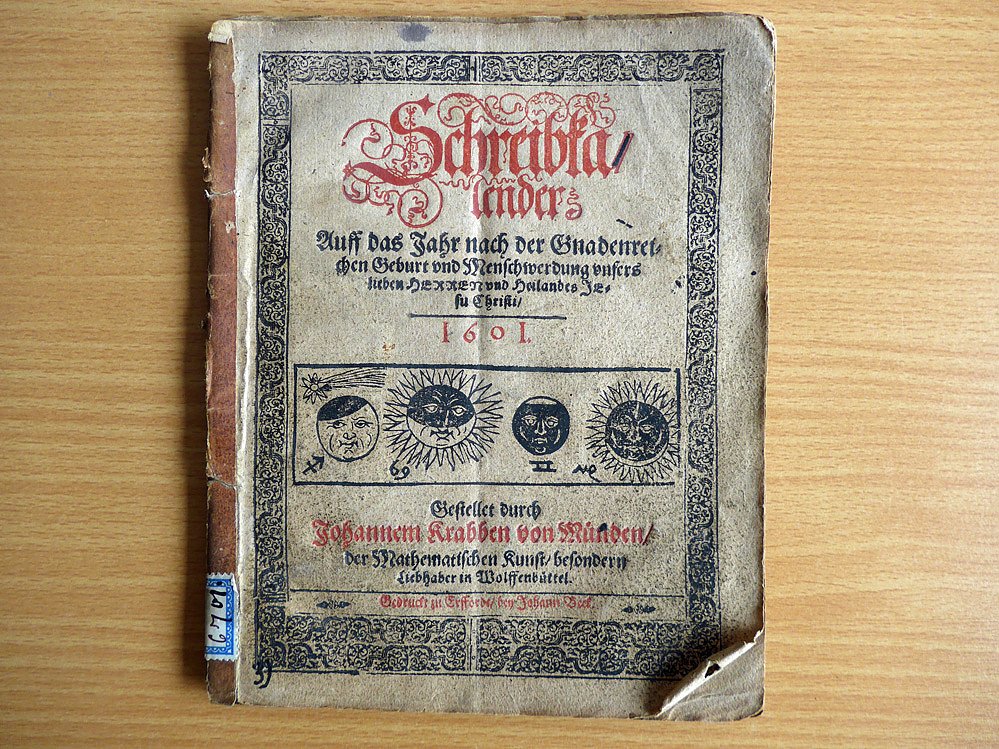 Schreibka/
lender
Auff das Jahr nach der Gnadenrei-
chen Geburt vnd Menschwerdung vnsers
lieben HERREN vnd Heilandes JE-
su Christi/
1601.
Gestellet durch
Johannem Krabben von Münden/
der Mathematischen Kunst/ besondern
Liebhaber in Wolffenbüttel.
Gedruckt zu Erffordt/ bey Johann Beck.
6701